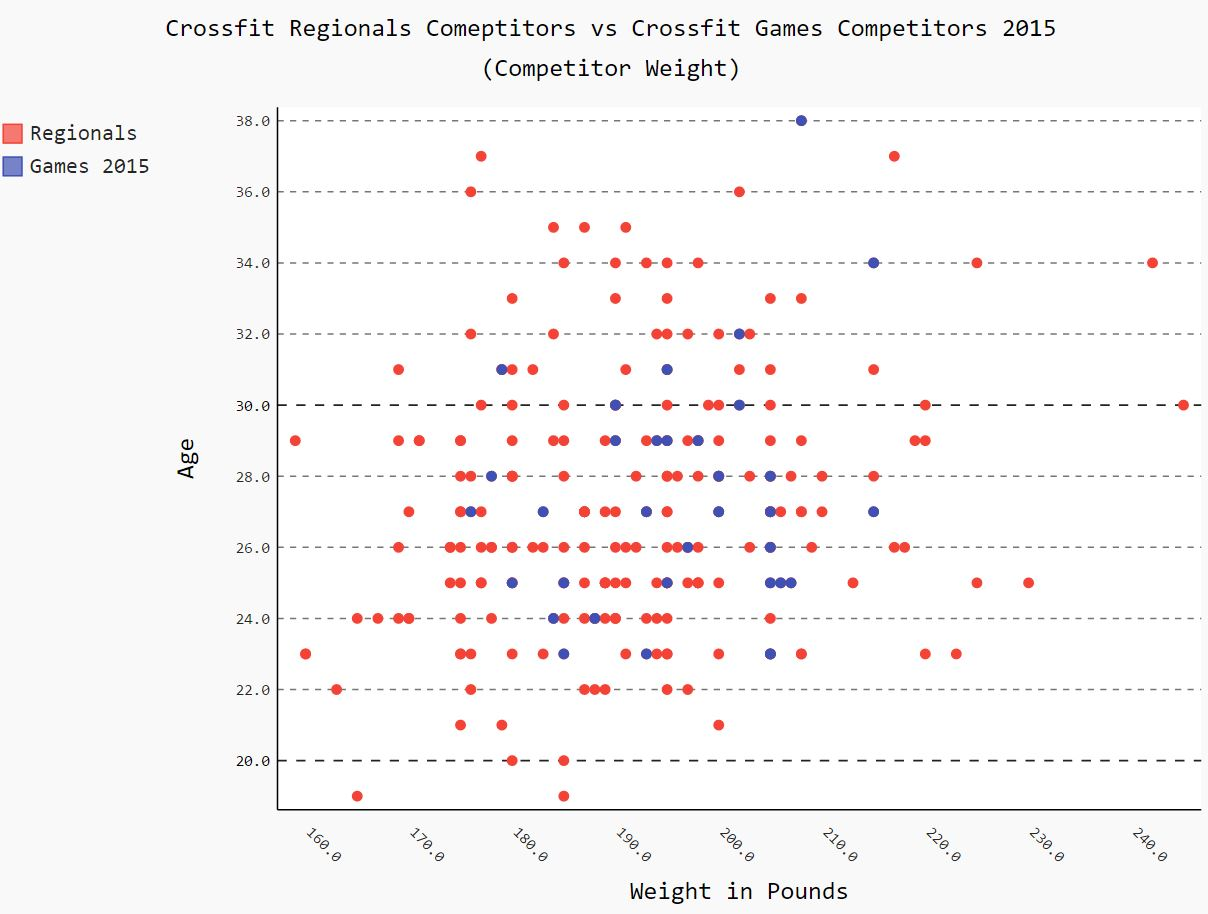 Crossfit Regionals Comeptitors vs Crossfit Games Competitors 2015
(Competitor Weight)
Regionals
Games 2015
38.0
36.0
34.0
32.0
30.0
28.0
26.0
24.0
22.0
20.0
Age
160.0 170.0 180.0 190.0 200.0 210.0 220.0 230.0 240.0
Weight in Pounds